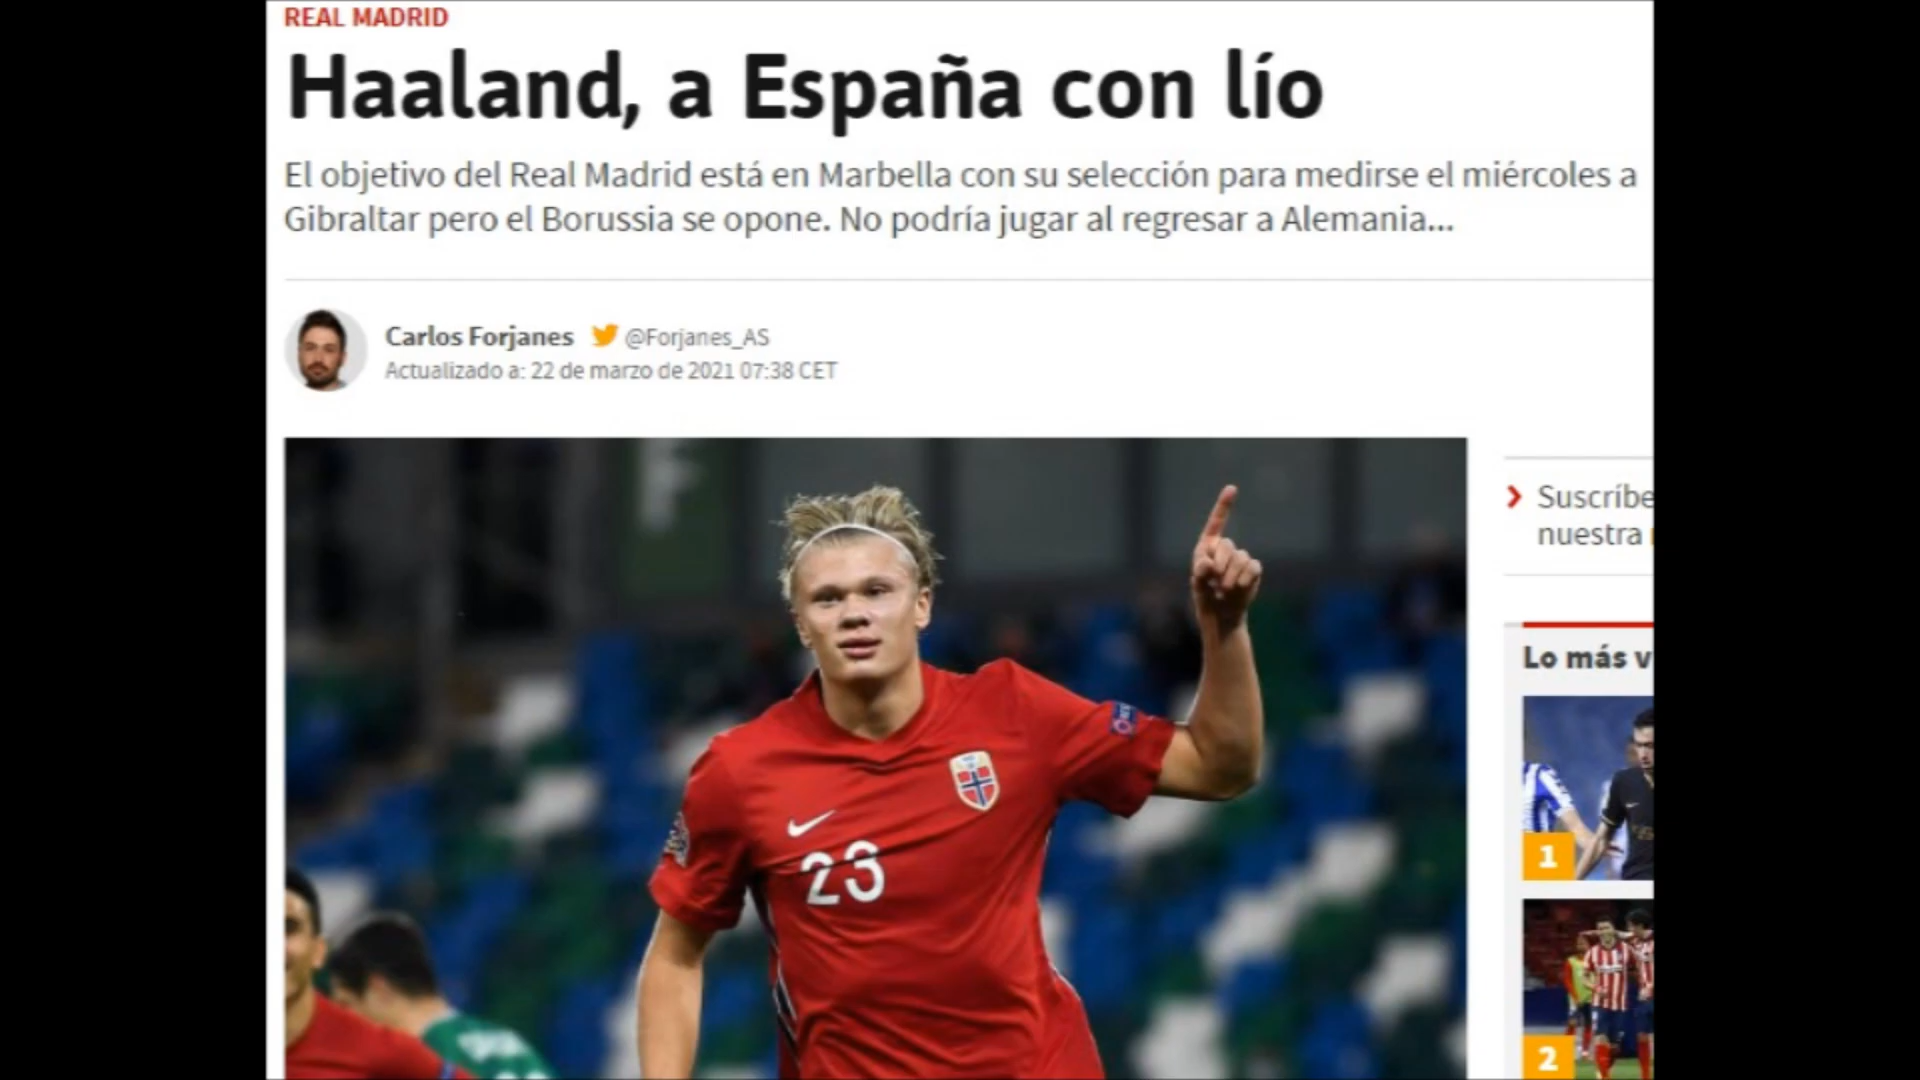 REAL MADRID
Haaland, a España con lío
El objetivo del Real Madrid está en Marbella con su selección para medirse el miércoles a
Gibraltar pero el Borussia se opone. No podría jugar al regresar a Alemania...
Carlos Forjanes @Forjanes_AS
Actualizado a: 22 de marzo de 2021 07:38 CET
Suscríbe
nuestra
Lo más v
23
1
2